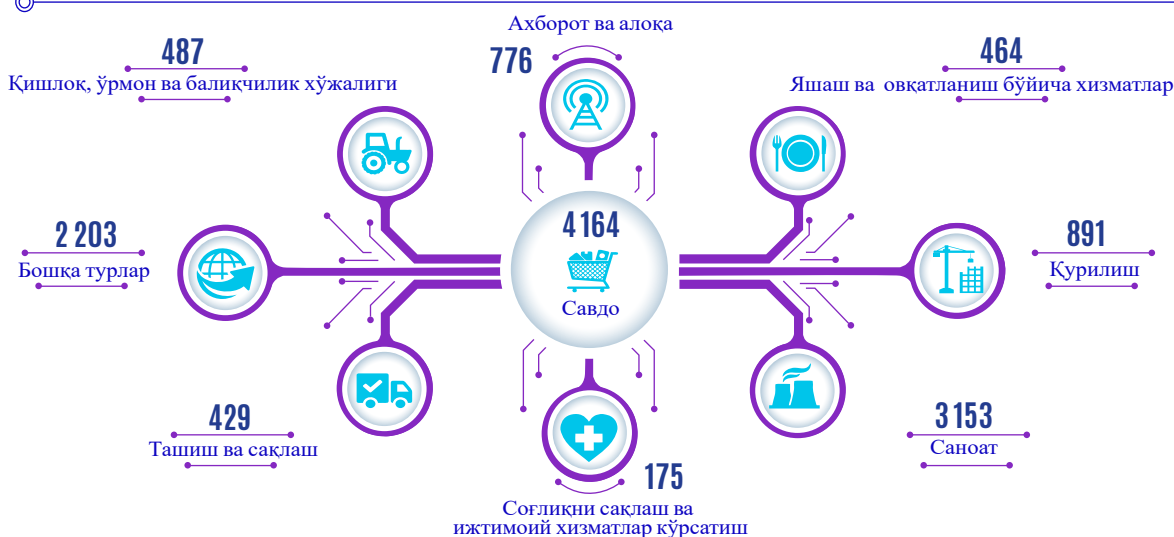 Ахборот ва алоқа
776
487
Қишлоқ, ўрмон ва балиқчилик хўжалиги
464
Яшаш ва овқатланиш бўйича хизматлар
2 203
Бошқа турлар
4 164
Савдо
891
Қурилиш
429
Ташиш ва сақлаш
3 153
Саноат
175
Соғлиқни сақлаш ва
ижтимоий хизматлар кўрсатиш